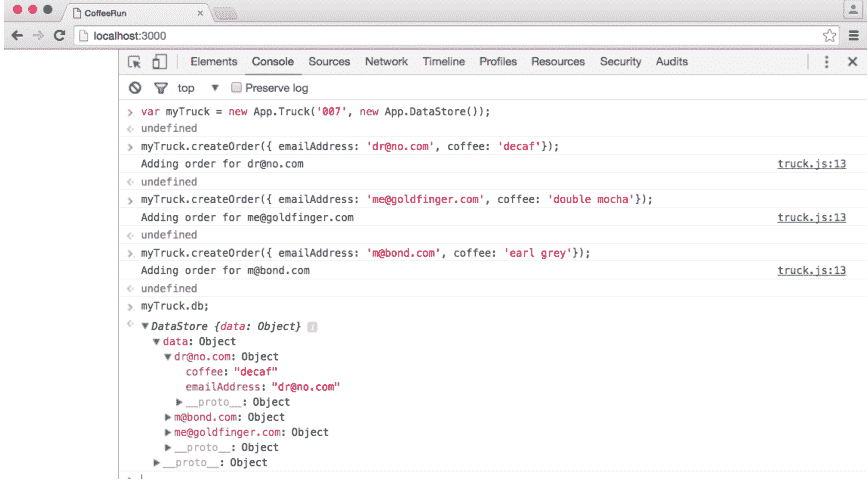 CoffeeRun
localhost:3000
Elements Console Sources Network Timeline Profiles Resources Security Audits
top Preserve log
var myTruck = new App.Truck('007', new App.DataStore());
undefined
myTruck.createOrder({ emailAddress: 'dr@no.com', coffee: 'decaf'});
Adding order for dr@no.com truck.js:13
undefined
myTruck.createOrder({ emailAddress: 'me@goldfinger.com', coffee: 'double mocha'});
Adding order for me@goldfinger.com truck.js:13
undefined
myTruck.createOrder({ emailAddress: 'm@bond.com', coffee: 'earl grey'});
Adding order for m@bond.com truck.js:13
undefined
myTruck.db;
DataStore {data: Object}
data: Object
dr@no.com: Object
coffee: "decaf"
emailAddress: "dr@no.com"
__proto__: Object
m@bond.com: Object
me@goldfinger.com: Object
__proto__: Object
__proto__: Object